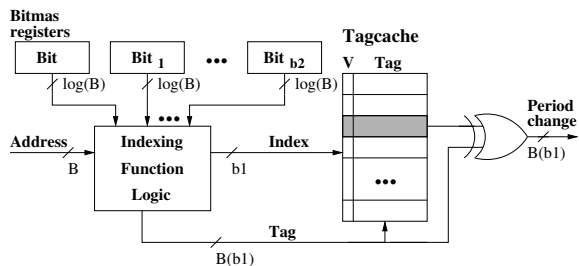 Bitmas
registers
Bit
Bit 1
•••
Bit b2
log(B)
log(B)
log(B)
•••
Address
B
Indexing
Function
Logic
b1
Index
Tagcache
V Tag
•••
Period
change
B(b1)
Tag
B(b1)